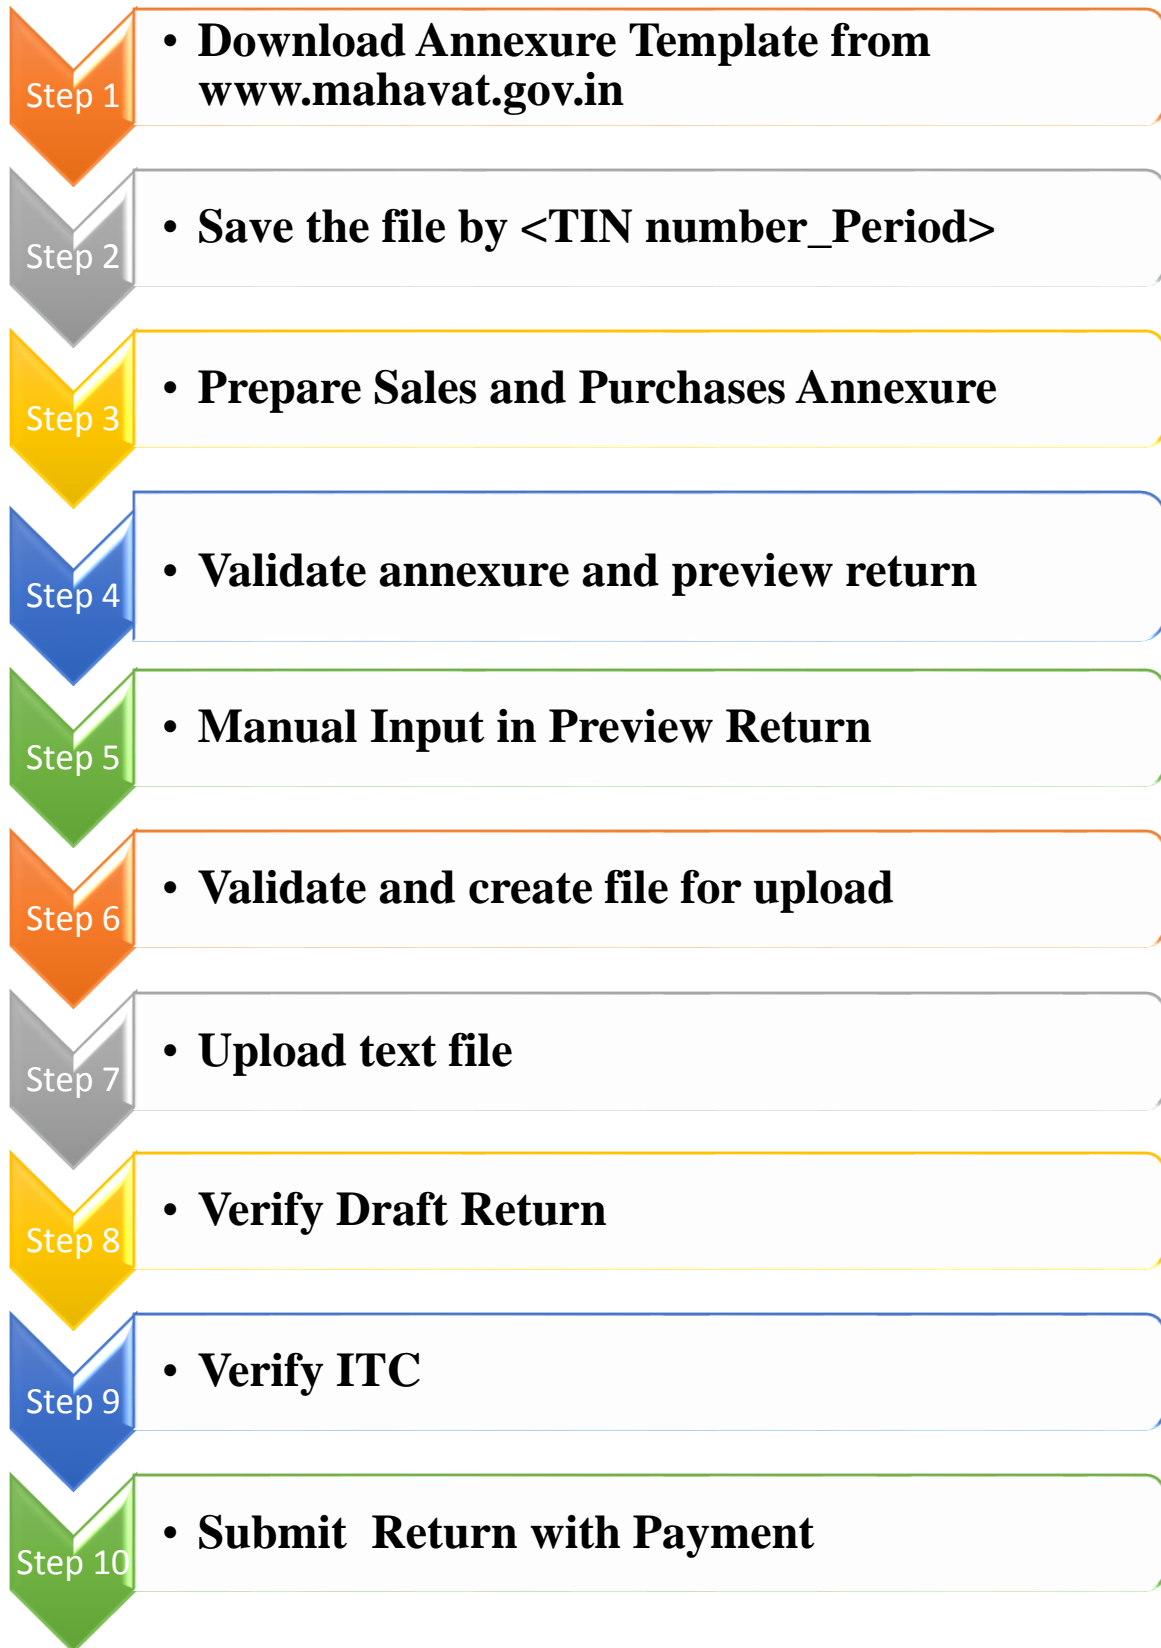 Step 1
• Download Annexure Template from
www.mahavat.gov.in
Step 2
• Save the file by <TIN number_Period>
Step 3
• Prepare Sales and Purchases Annexure
Step 4
• Validate annexure and preview return
Step 5
• Manual Input in Preview Return
Step 6
• Validate and create file for upload
Step 7
• Upload text file
Step 8
• Verify Draft Return
Step 9
• Verify ITC
Step 10
• Submit  Return with Payment